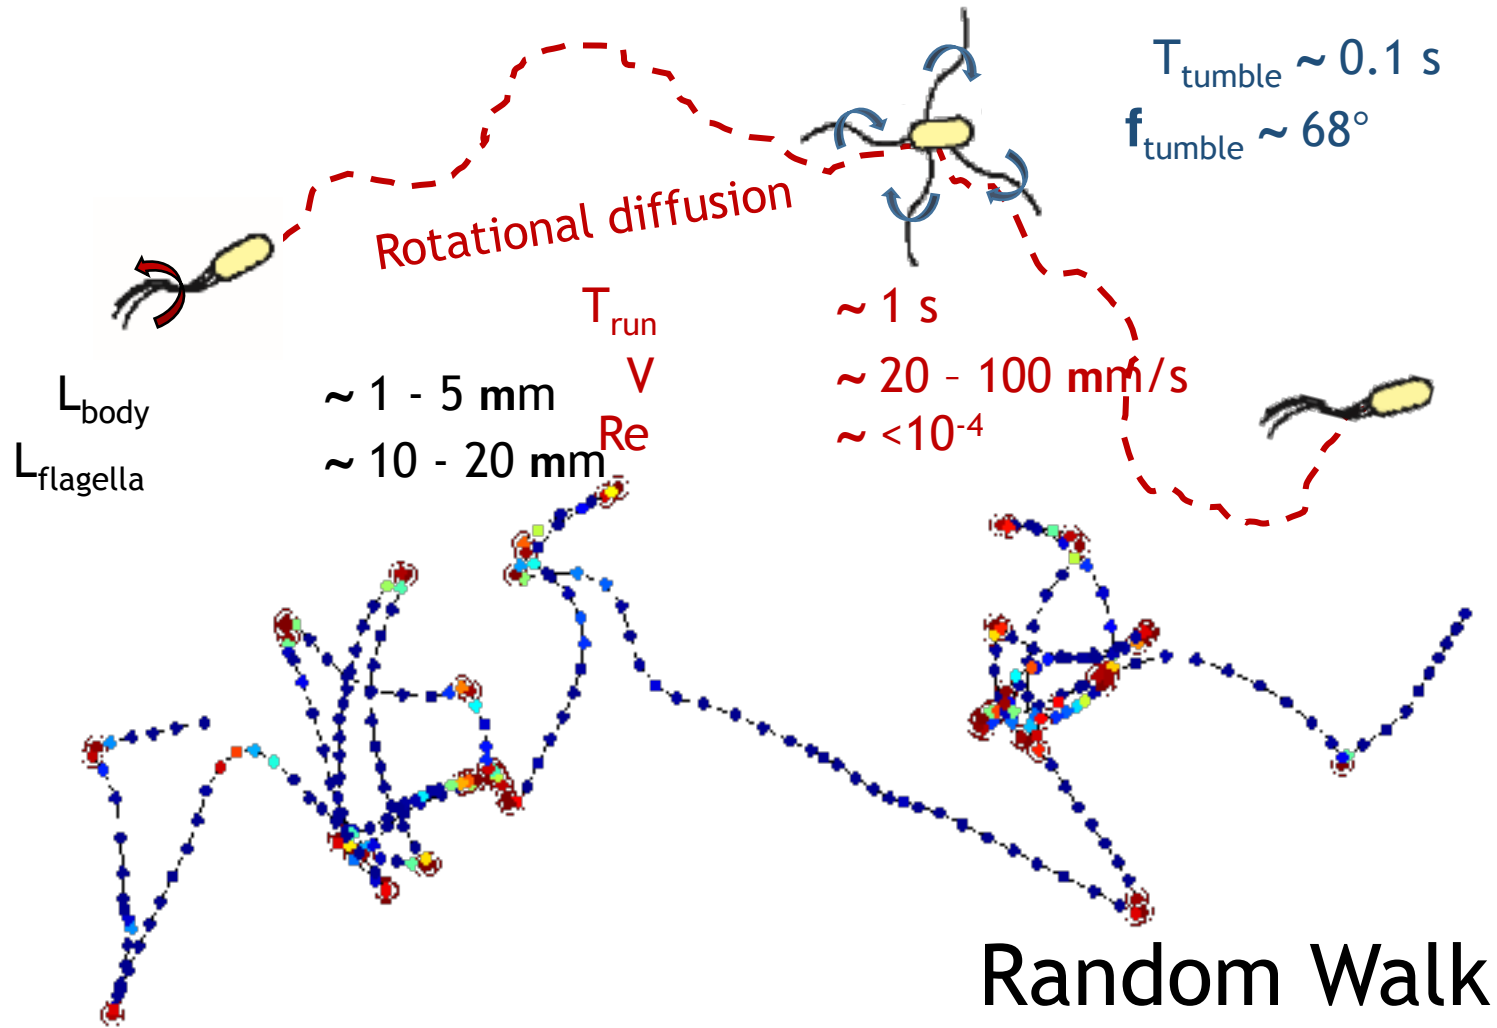 T_tumble ~ 0.1 s
f_tumble ~ 68°
Rotational diffusion
T_run ~ 1 s
V ~ 20 – 100 mm/s
Re ~ <10^-4
L_body ~ 1 - 5 mm
L_flagella ~ 10 - 20 mm
Random Walk